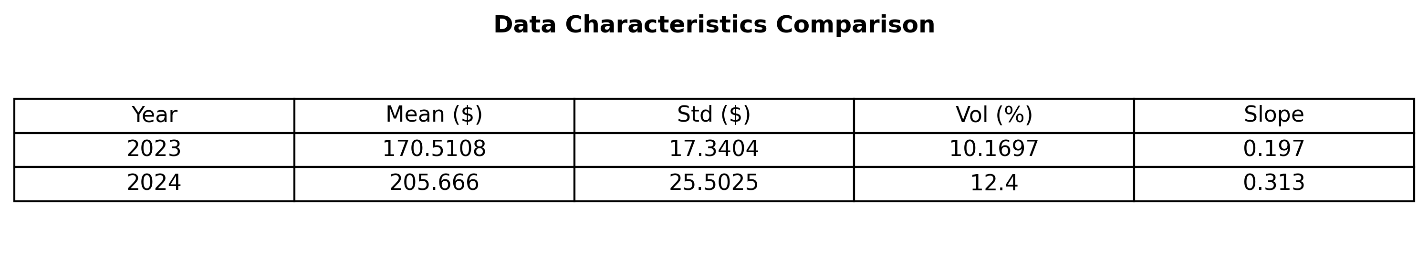 Data Characteristics Comparison
Year Mean ($) Std ($) Vol (%) Slope
2023 170.5108 17.3404 10.1697 0.197
2024 205.666 25.5025 12.4 0.313